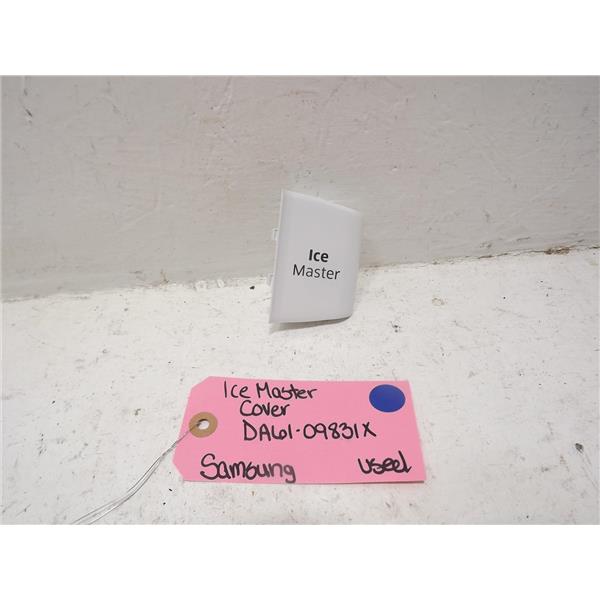 Ice
Master
Ice Master
Cover
DA61-09831X
Samsung used